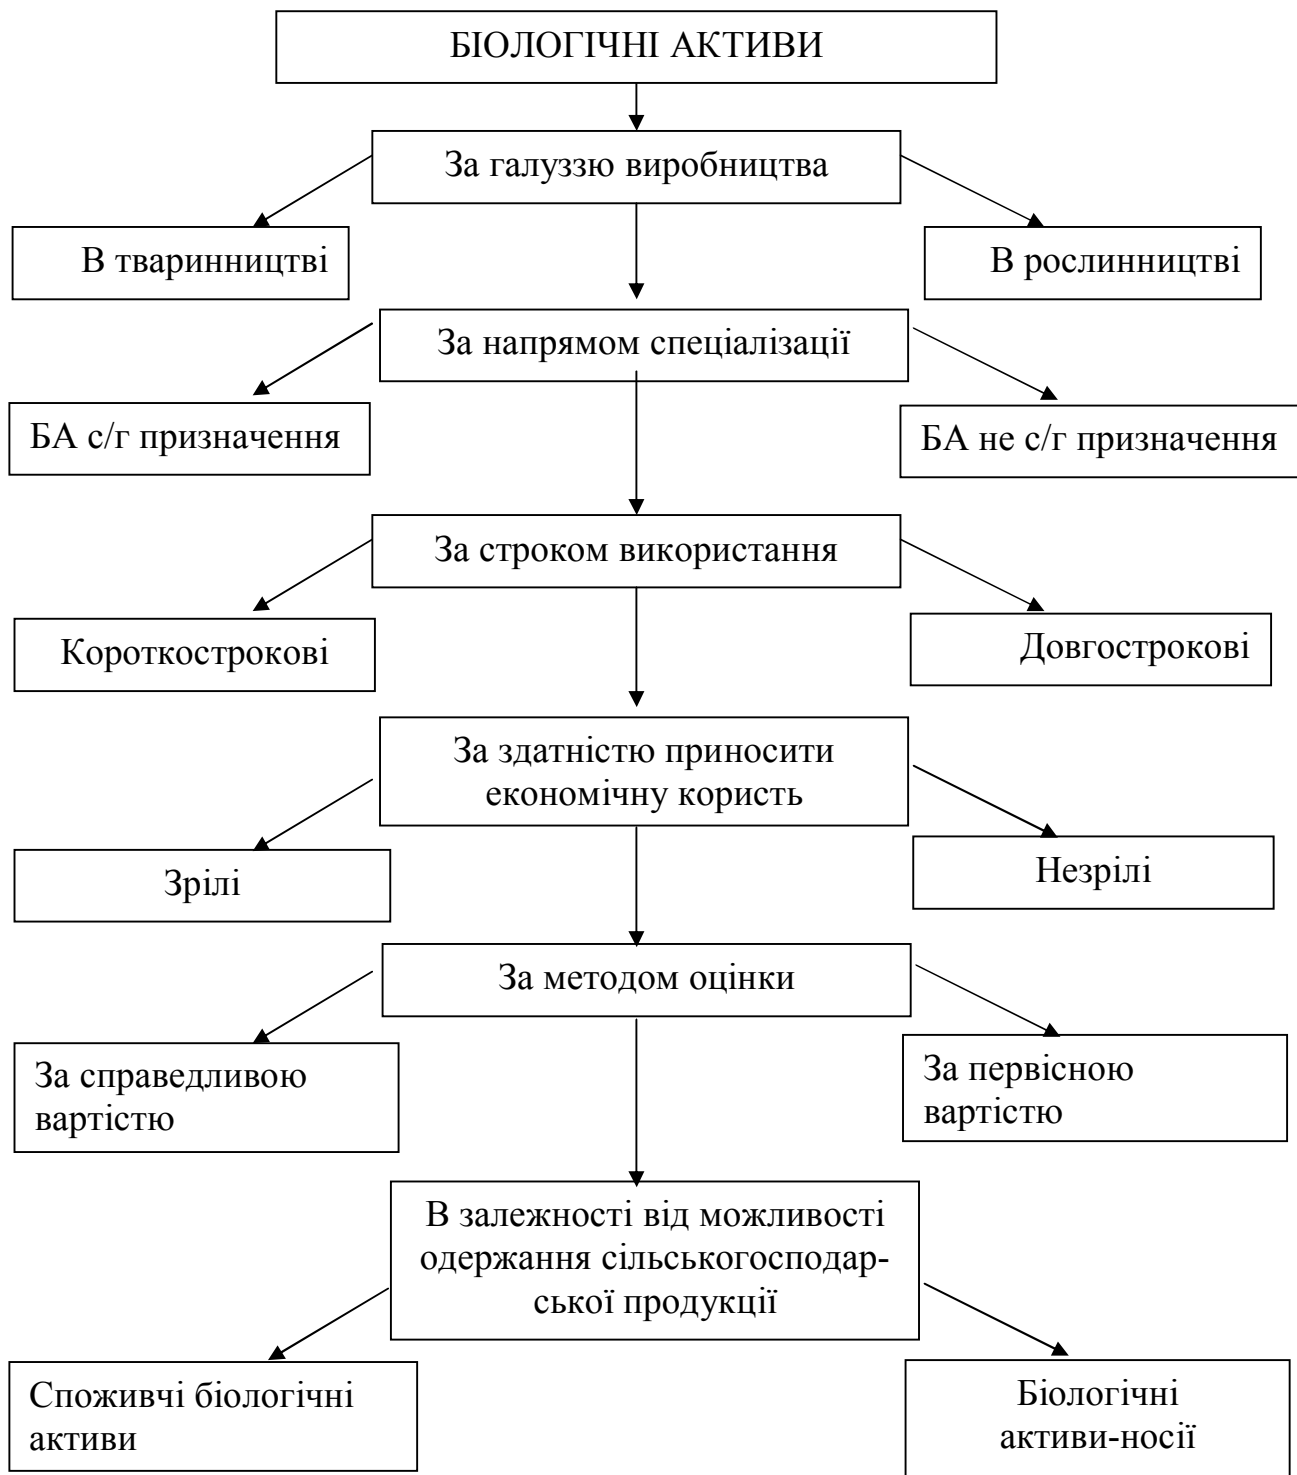 БІОЛОГІЧНІ АКТИВИ
За галуззю виробництва
В тваринництві
В рослинництві
За напрямом спеціалізації
БА с/г призначення
БА не с/г призначення
За строком використання
Короткострокові
Довгострокові
За здатністю приносити
економічну користь
Зрілі
Незрілі
За методом оцінки
За справедливою
вартістю
За первісною
вартістю
В залежності від можливості
одержання сільськогосподар-
ської продукції
Споживчі біологічні
активи
Біологічні
активи-носії